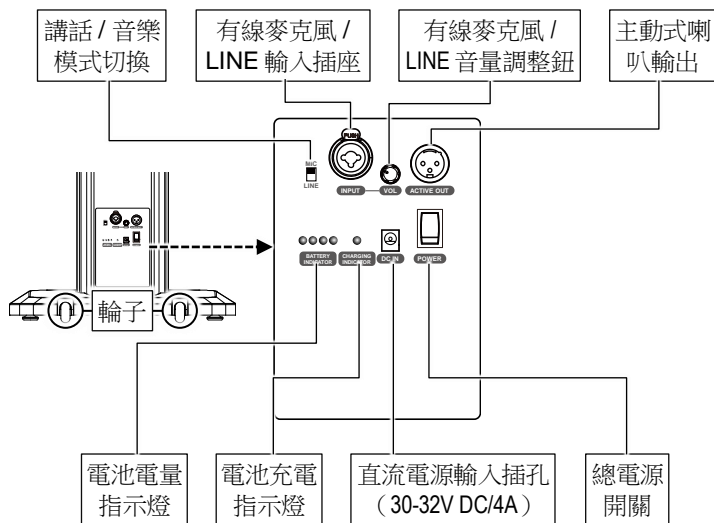 講話 / 音樂
模式切換
有線麥克風 /
LINE 輸入插座
有線麥克風 /
LINE 音量調整鈕
主動式喇
叭輸出
PUSH
MIC
LINE
INPUT
VOL
ACTIVE OUT
BATTERY
INDICATOR
CHARGING
INDICATOR
DC IN
POWER
輪子
電池電量
指示燈
電池充電
指示燈
直流電源輸入插孔
（30-32V DC/4A）
總電源
開關